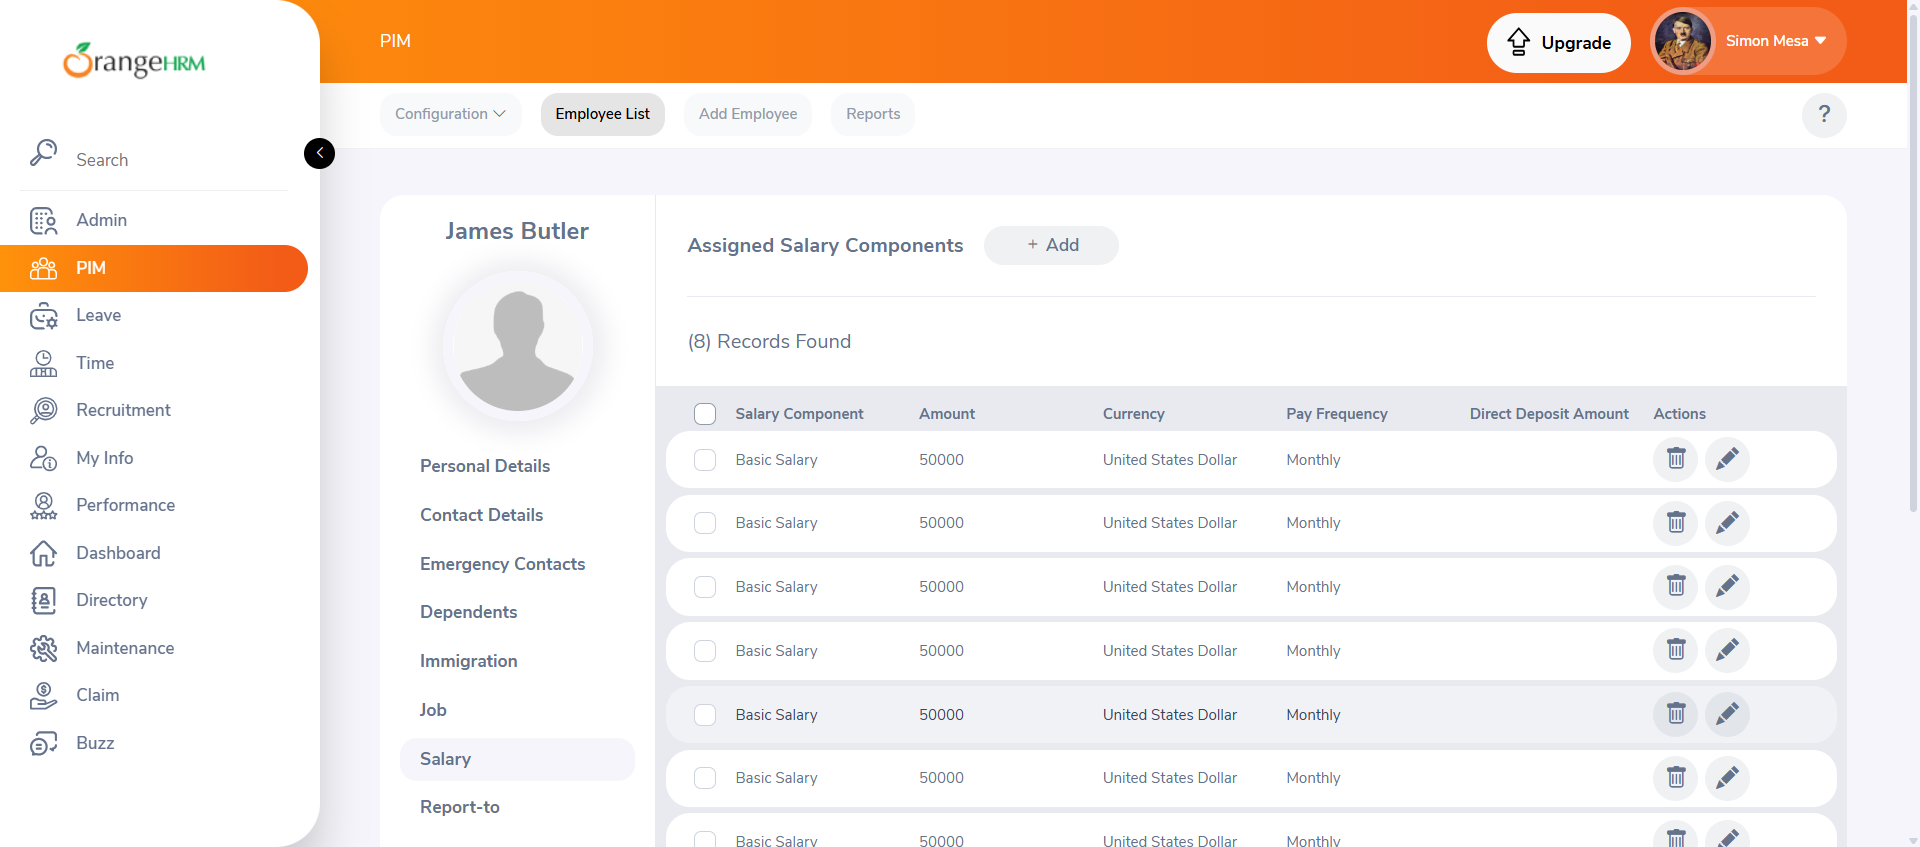 OrangeHRM
PIM
Upgrade
Simon Mesa
Configuration
Employee List
Add Employee
Reports
?
Search
Admin
PIM
Leave
Time
Recruitment
My Info
Performance
Dashboard
Directory
Maintenance
Claim
Buzz
James Butler
Personal Details
Contact Details
Emergency Contacts
Dependents
Immigration
Job
Salary
Report-to
Assigned Salary Components
+ Add
(8) Records Found
Salary Component Amount Currency Pay Frequency Direct Deposit Amount Actions
Basic Salary 50000 United States Dollar Monthly
Basic Salary 50000 United States Dollar Monthly
Basic Salary 50000 United States Dollar Monthly
Basic Salary 50000 United States Dollar Monthly
Basic Salary 50000 United States Dollar Monthly
Basic Salary 50000 United States Dollar Monthly
Basic Salary 50000 United States Dollar Monthly